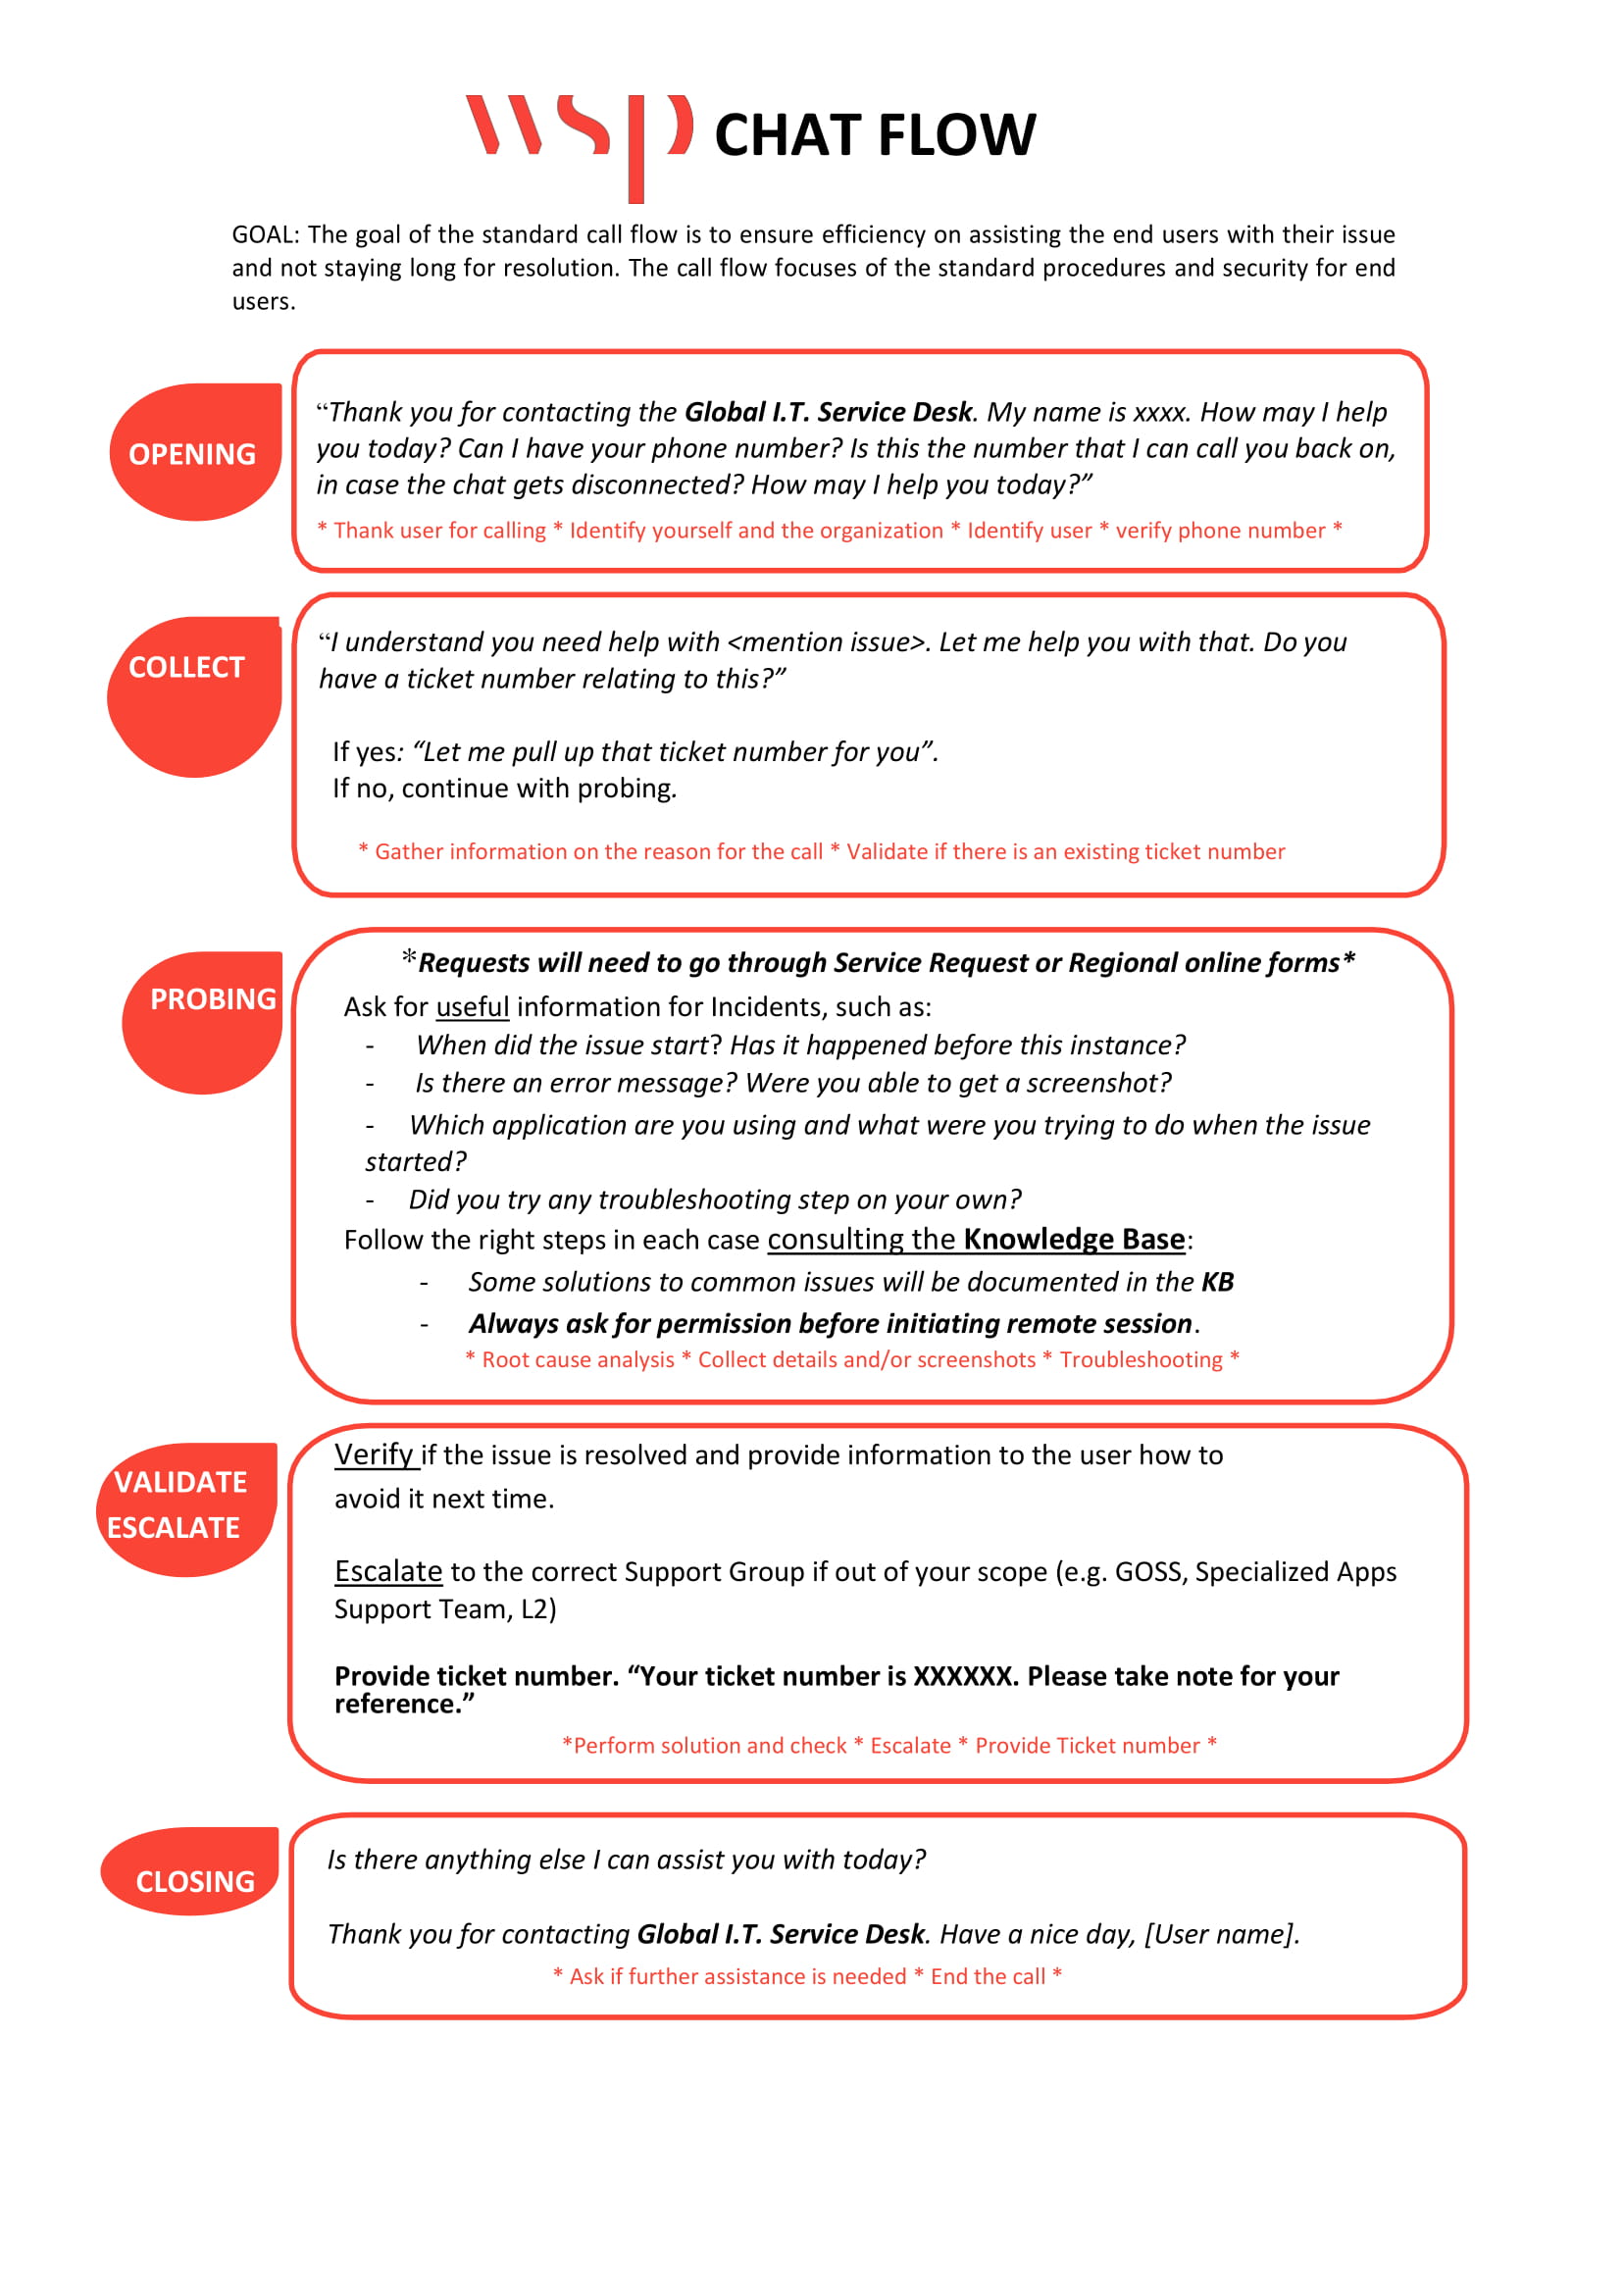 wsp CHAT FLOW
GOAL: The goal of the standard call flow is to ensure efficiency on assisting the end users with their issue
and not staying long for resolution. The call flow focuses of the standard procedures and security for end
users.
OPENING
“Thank you for contacting the Global I.T. Service Desk. My name is xxxx. How may I help
you today? Can I have your phone number? Is this the number that I can call you back on,
in case the chat gets disconnected? How may I help you today?”
* Thank user for calling * Identify yourself and the organization * Identify user * verify phone number *
COLLECT
“I understand you need help with <mention issue>. Let me help you with that. Do you
have a ticket number relating to this?”
If yes: “Let me pull up that ticket number for you”.
If no, continue with probing.
* Gather information on the reason for the call * Validate if there is an existing ticket number
PROBING
*Requests will need to go through Service Request or Regional online forms*
Ask for useful information for Incidents, such as:
- When did the issue start? Has it happened before this instance?
- Is there an error message? Were you able to get a screenshot?
- Which application are you using and what were you trying to do when the issue
started?
- Did you try any troubleshooting step on your own?
Follow the right steps in each case consulting the Knowledge Base:
- Some solutions to common issues will be documented in the KB
- Always ask for permission before initiating remote session.
* Root cause analysis * Collect details and/or screenshots * Troubleshooting *
VALIDATE
ESCALATE
Verify if the issue is resolved and provide information to the user how to
avoid it next time.
Escalate to the correct Support Group if out of your scope (e.g. GOSS, Specialized Apps
Support Team, L2)
Provide ticket number. “Your ticket number is XXXXXX. Please take note for your
reference.”
*Perform solution and check * Escalate * Provide Ticket number *
CLOSING
Is there anything else I can assist you with today?
Thank you for contacting Global I.T. Service Desk. Have a nice day, [User name].
* Ask if further assistance is needed * End the call *